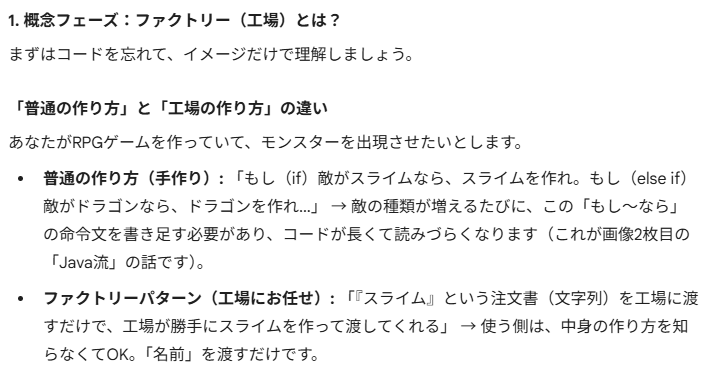 1. 概念フェーズ：ファクトリー（工場）とは？
まずはコードを忘れて、イメージだけで理解しましょう。
「普通の作り方」と「工場の作り方」の違い
あなたがRPGゲームを作っていて、モンスターを出現させたいとします。
• 普通の作り方（手作り）：「もし（if）敵がスライムなら、スライムを作れ。もし（else if）
敵がドラゴンなら、ドラゴンを作れ...」 → 敵の種類が増えるたびに、この「もし〜なら」
の命令文を書き足す必要があり、コードが長くて読みづらくなります（これが画像2枚目の
「Java流」の話です）。
• ファクトリーパターン（工場にお任せ）：「『スライム』という注文書（文字列）を工場に渡
すだけで、工場が勝手にスライムを作って渡してくれる」 → 使う側は、中身の作り方を知
らなくてOK。「名前」を渡すだけです。